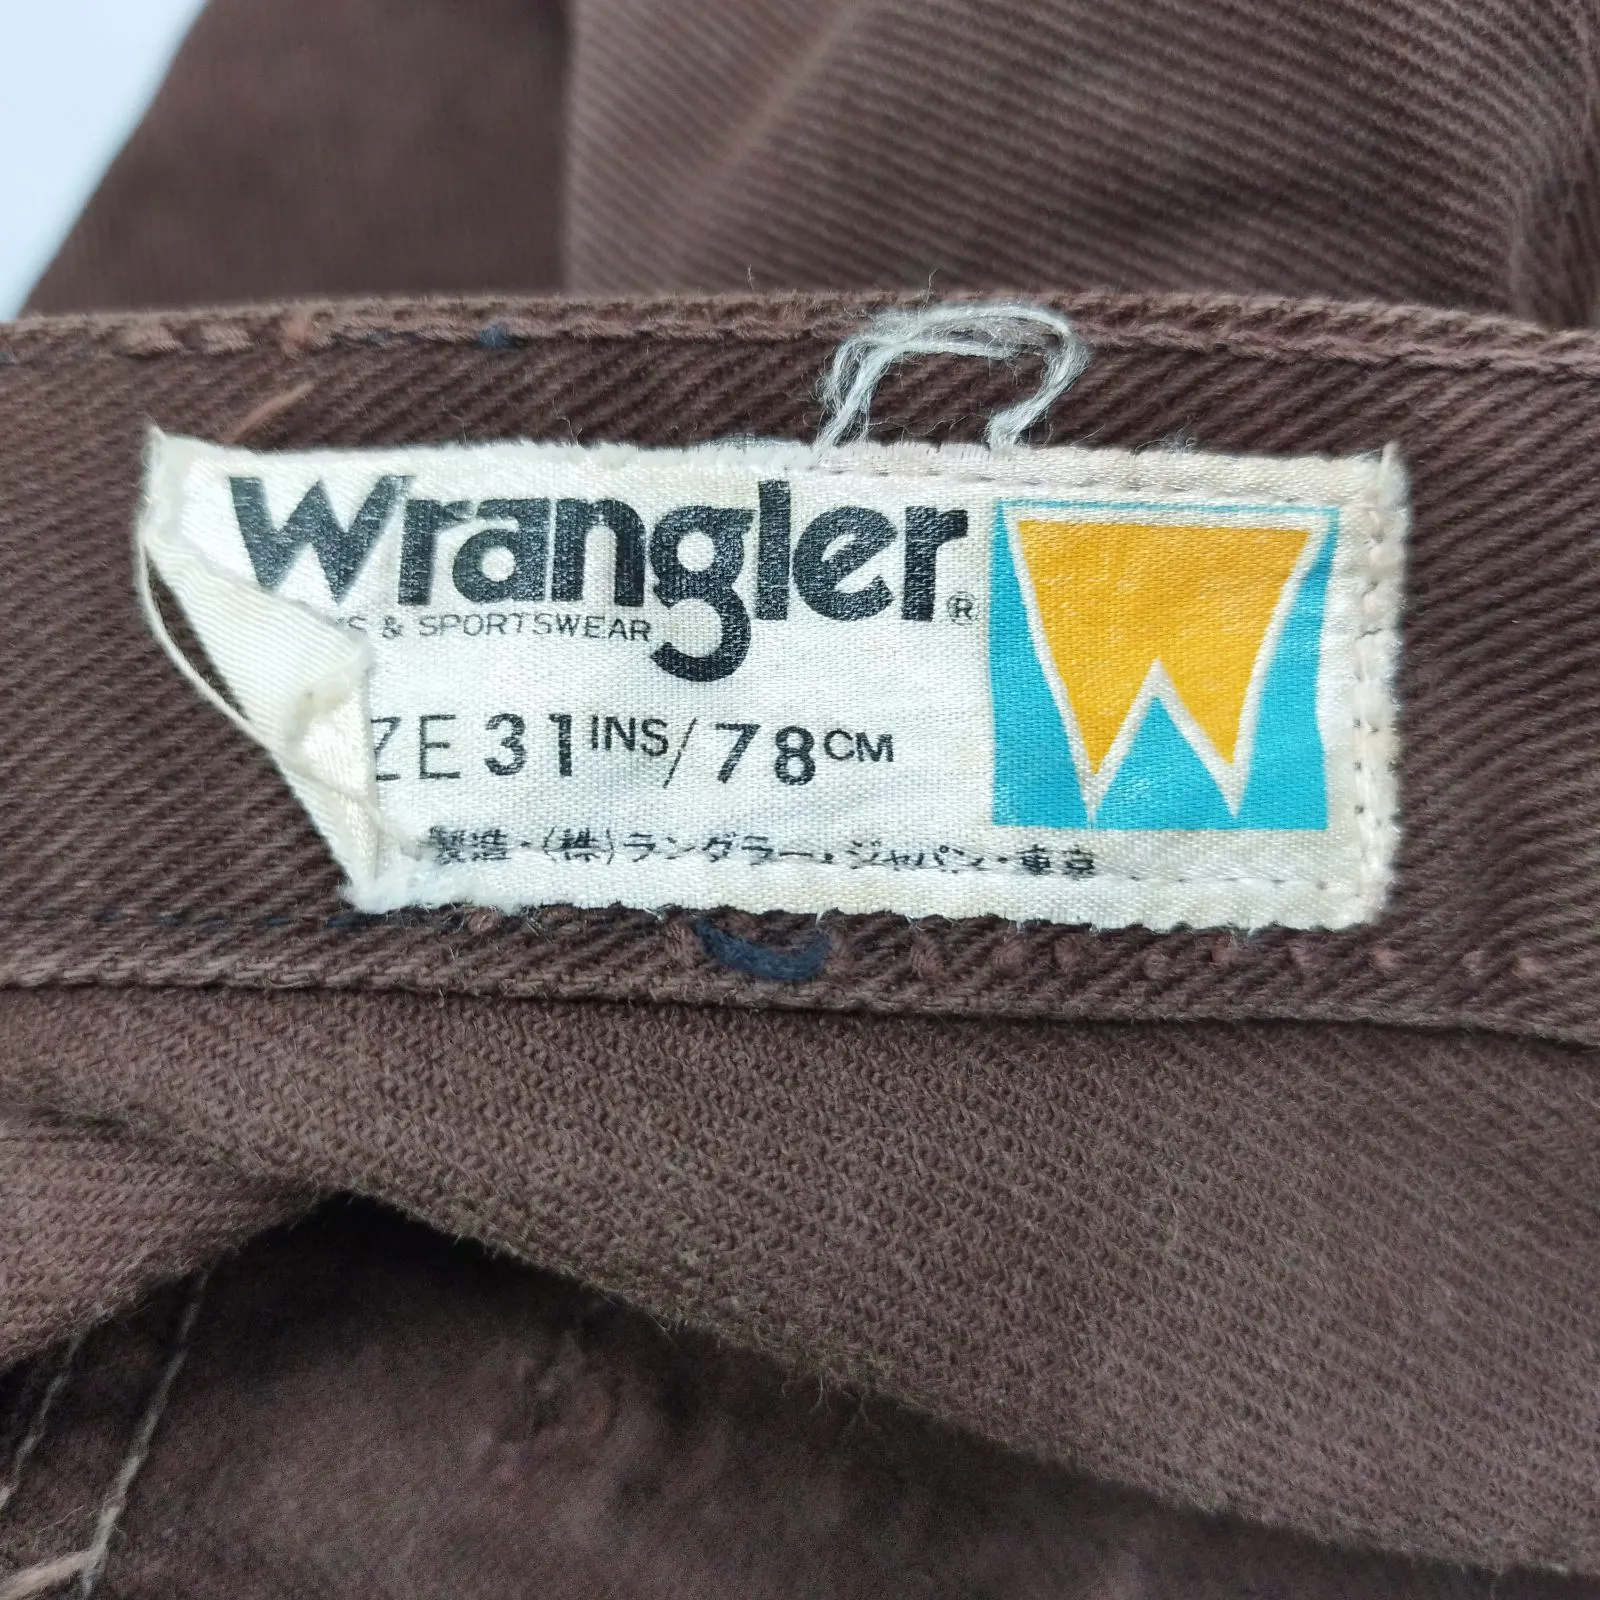 Wrangler®
S & SPORTSWEAR
ZE 31 INS/78 CM
製造・(株)ランダラー・ジャパン・東京
W